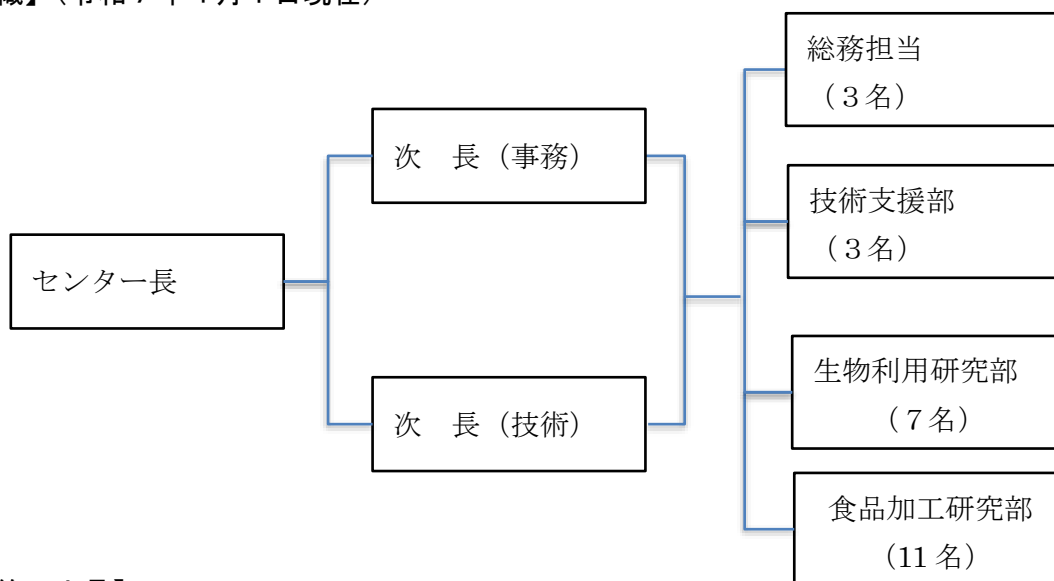 総務担当
（３名）
次　長（事務）
技術支援部
（３名）
センター長
生物利用研究部
（７名）
次　長（技術）
食品加工研究部
（11 名）